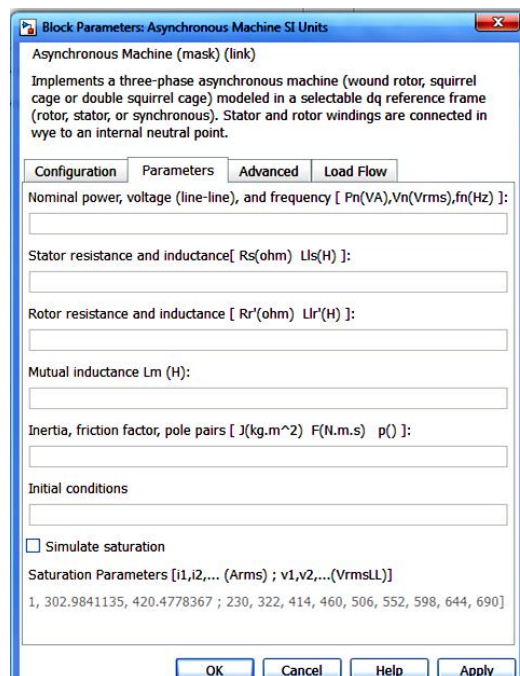 Block Parameters: Asynchronous Machine SI Units
Asynchronous Machine (mask) (link)
Implements a three-phase asynchronous machine (wound rotor, squirrel
cage or double squirrel cage) modeled in a selectable dq reference frame
(rotor, stator, or synchronous). Stator and rotor windings are connected in
wye to an internal neutral point.
Configuration Parameters Advanced Load Flow
Nominal power, voltage (line-line), and frequency [ Pn(VA),Vn(Vrms),fn(Hz) ]:
Stator resistance and inductance[ Rs(ohm) Lls(H) ]:
Rotor resistance and inductance [ Rr'(ohm) Llr'(H) ]:
Mutual inductance Lm (H):
Inertia, friction factor, pole pairs [ J(kg.m^2) F(N.m.s) p() ]:
Initial conditions
Simulate saturation
Saturation Parameters [i1,i2,... (Arms) ; v1,v2,...(VrmsLL)]
1, 302.9841135, 420.4778367 ; 230, 322, 414, 460, 506, 552, 598, 644, 690]
OK Cancel Help Apply